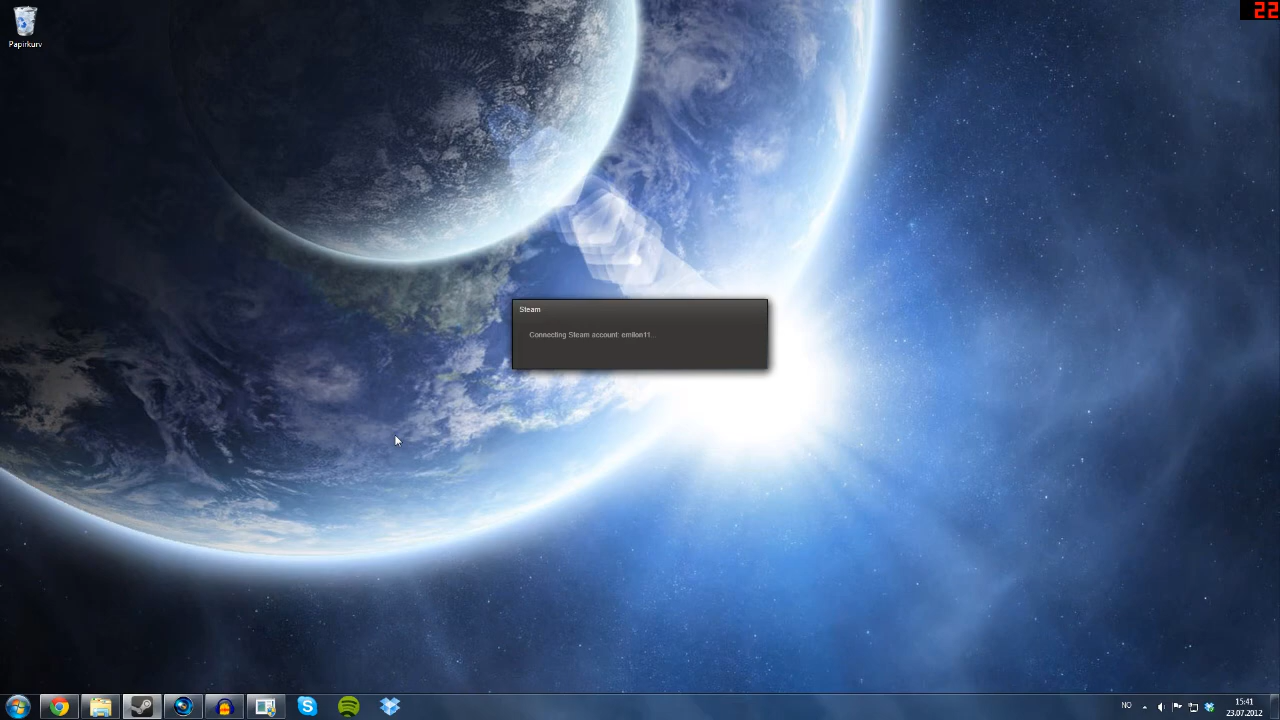 Papirkurv
22
Steam
Connecting Steam account: emilon11...
NO
15:41
23.07.2012